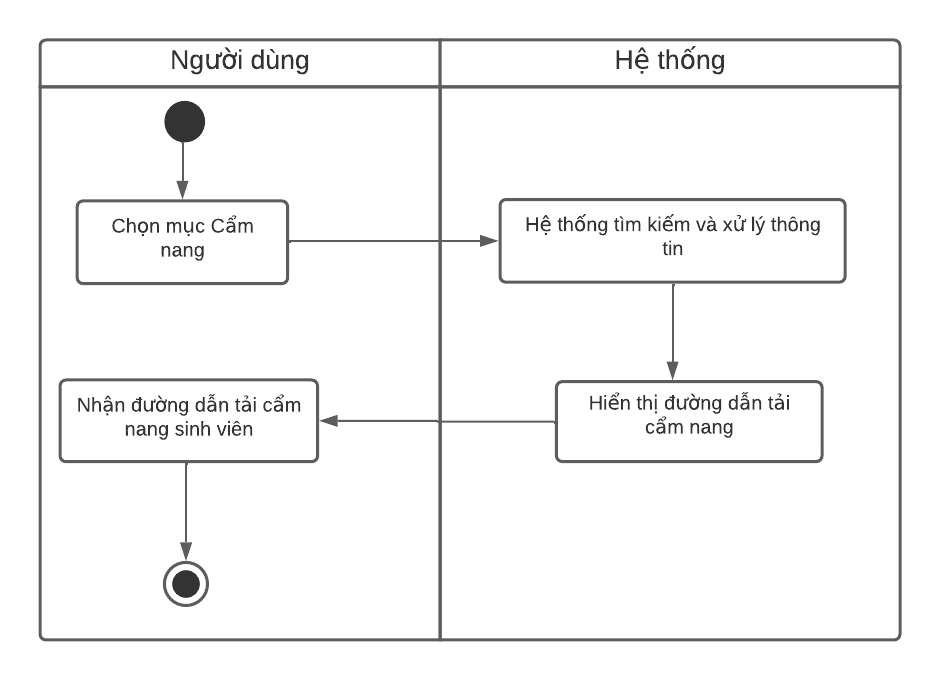 Người dùng
Hệ thống
Chọn mục Cẩm
nang
Hệ thống tìm kiếm và xử lý thông
tin
Hiển thị đường dẫn tải
cẩm nang
Nhận đường dẫn tải cẩm
nang sinh viên